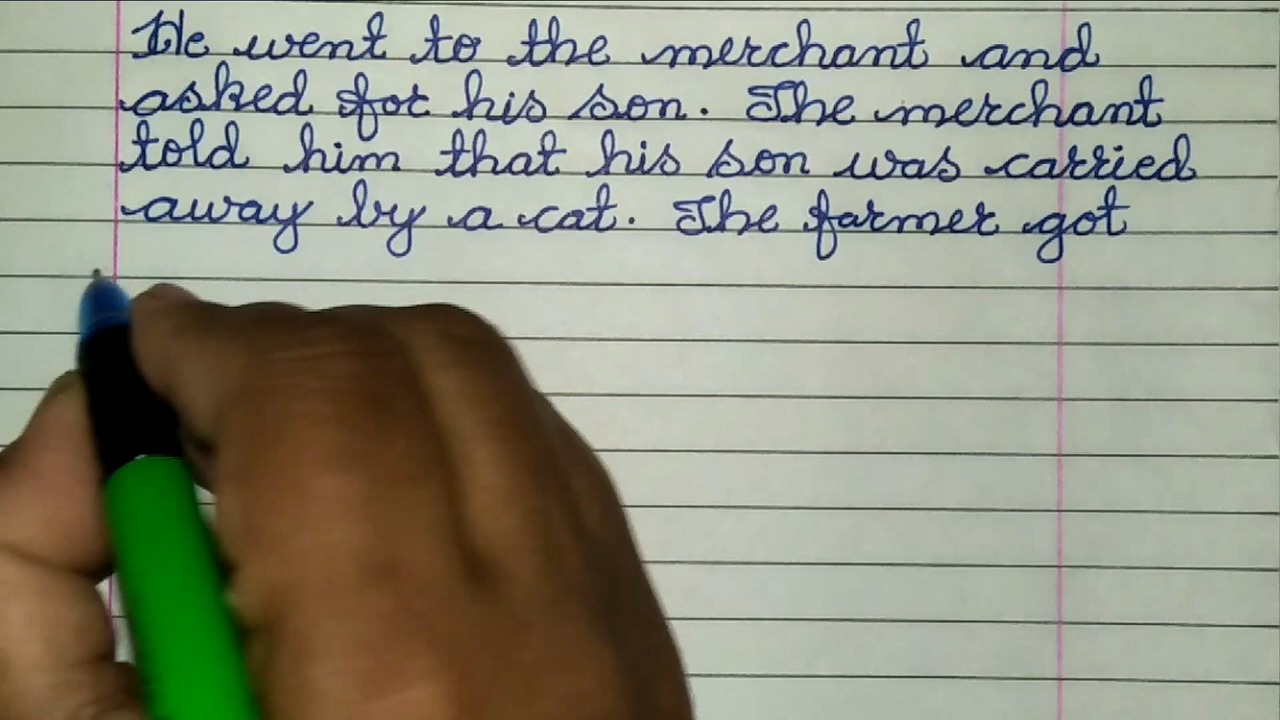 He went to the merchant and
asked for his son. The merchant
told him that his son was carried
away by a cat. The farmer got